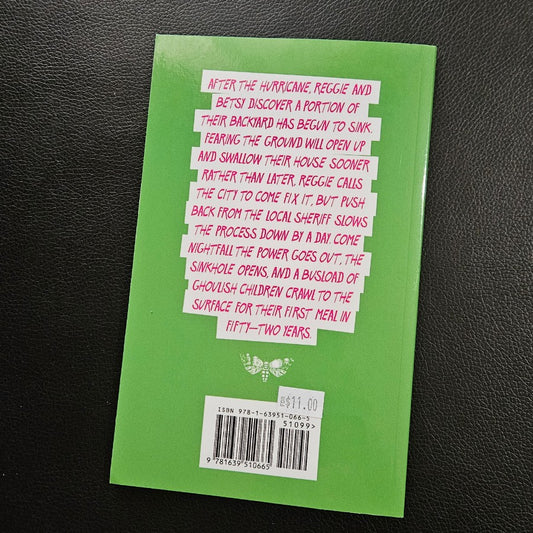 AFTER THE HURRICANE, REGGIE AND
BETSI DISCOVER A PORTION OF
THEIR BACKYARD HAS BEGUN TO SINK.
FEARING THE GROUND WILL OPEN UP
AND SWALLOW THEIR HOUSE SOONER
RATHER THAN LATER, REGGIE CALLS
THE CITY TO COME FIX IT, BUT PUSH
BACK FROM THE LOCAL SHERIFF SLOWS
THE PROCESS DOWN BY A DAY. COME
NIGHTFALL THE POWER GOES OUT, THE
SINKHOLE OPENS, AND A BUSLOAD OF
GHOULISH CHILDREN CRAWL TO THE
SURFACE FOR THEIR FIRST MEAL IN
FIFTY—TWO YEARS.
$11.00
ISBN 978-1-63951-066-5
51099>
9 781639 510665